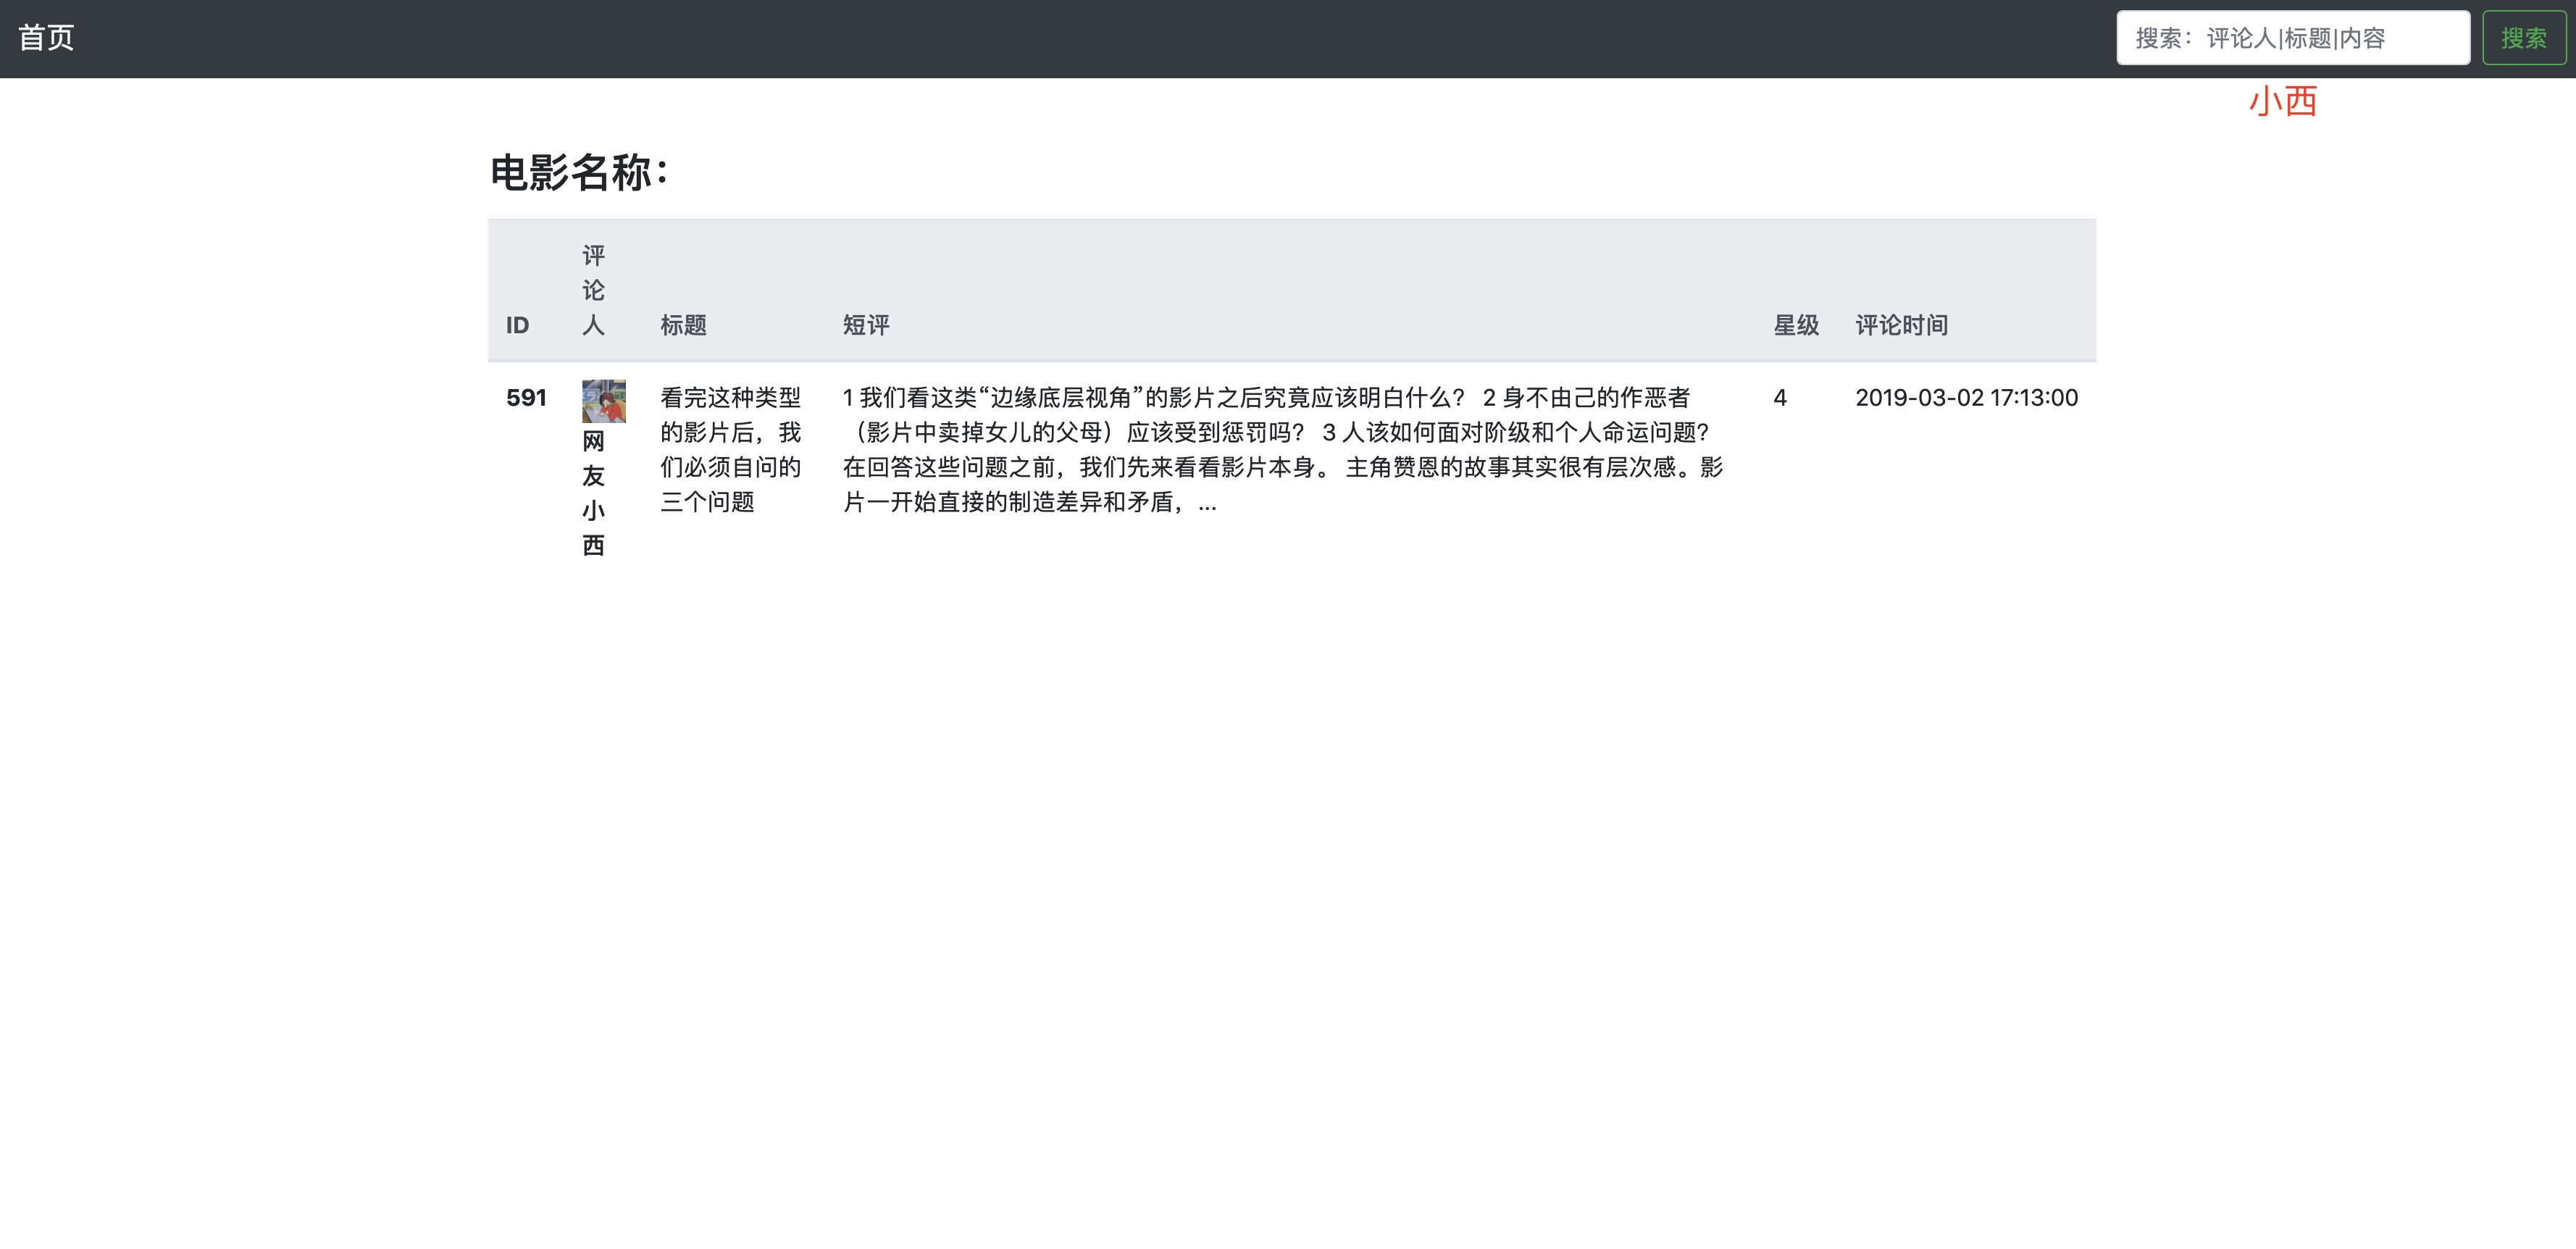 首页
搜索：评论人|标题|内容
搜索
小西
电影名称：
ID
评
论
人
标题
短评
星级
评论时间
591
网
友
小
西
看完这种类型
的影片后，我
们必须自问的
三个问题
1 我们看这类“边缘底层视角”的影片之后究竟应该明白什么？ 2 身不由己的作恶者
（影片中卖掉女儿的父母）应该受到惩罚吗？ 3 人该如何面对阶级和个人命运问题？
在回答这些问题之前，我们先来看看影片本身。 主角赞恩的故事其实很有层次感。影
片一开始直接的制造差异和矛盾，...
4
2019-03-02 17:13:00